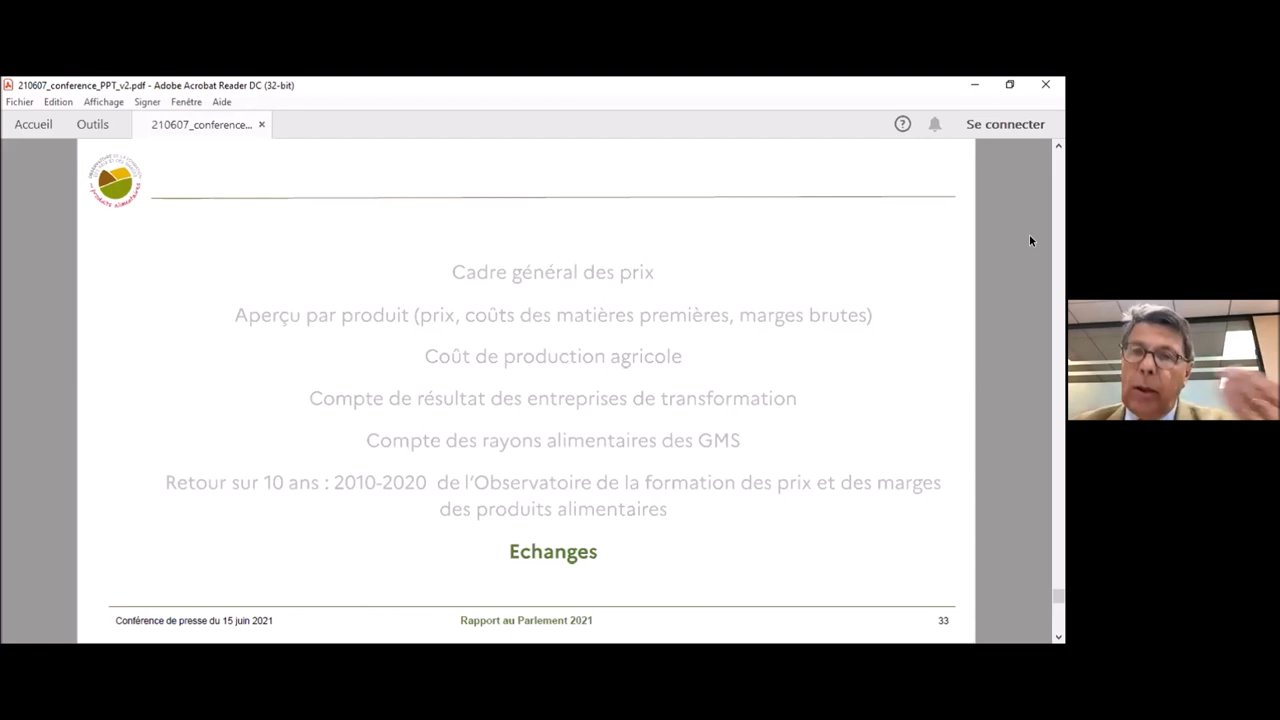 210607_conference_PPT_v2.pdf - Adobe Acrobat Reader DC (32-bit)
Fichier Edition Affichage Signer Fenêtre Aide
Accueil Outils 210607_conference... × Se connecter
produits alimentaires
Cadre général des prix
Aperçu par produit (prix, coûts des matières premières, marges brutes)
Coût de production agricole
Compte de résultat des entreprises de transformation
Compte des rayons alimentaires des GMS
Retour sur 10 ans : 2010-2020 de l'Observatoire de la formation des prix et des marges
des produits alimentaires
Echanges
Conférence de presse du 15 juin 2021 Rapport au Parlement 2021 33